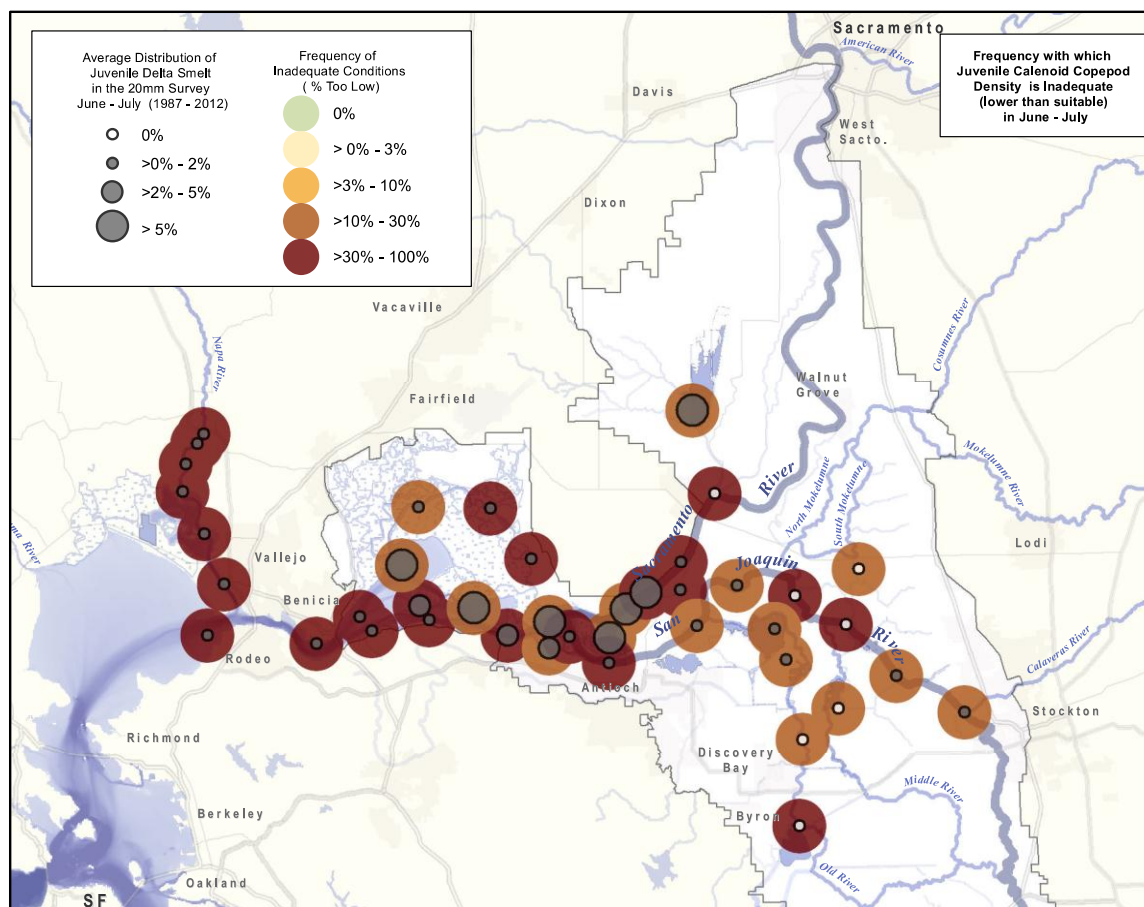 Average Distribution of
Juvenile Delta Smelt
in the 20mm Survey
June - July (1987 - 2012)
0%
>0% - 2%
>2% - 5%
> 5%
Frequency of
Inadequate Conditions
( % Too Low)
0%
> 0% - 3%
>3% - 10%
>10% - 30%
>30% - 100%
Frequency with which
Juvenile Calenoid Copepod
Density is Inadequate
(lower than suitable)
in June - July
Sacramento
American River
Davis
West
Sacto.
Dixon
Vacaville
Napa River
Cosumnes River
Walnut
Grove
Fairfield
Mokelumne River
River
North Mokelumne
South Mokelumne
Sacramento
ma River
Vallejo
Joaquin
Lodi
Benicia
San
River
Rodeo
Calaveras River
Antioch
Stockton
Richmond
Discovery
Bay
Middle River
Berkeley
Byron
Old River
Oakland
SF